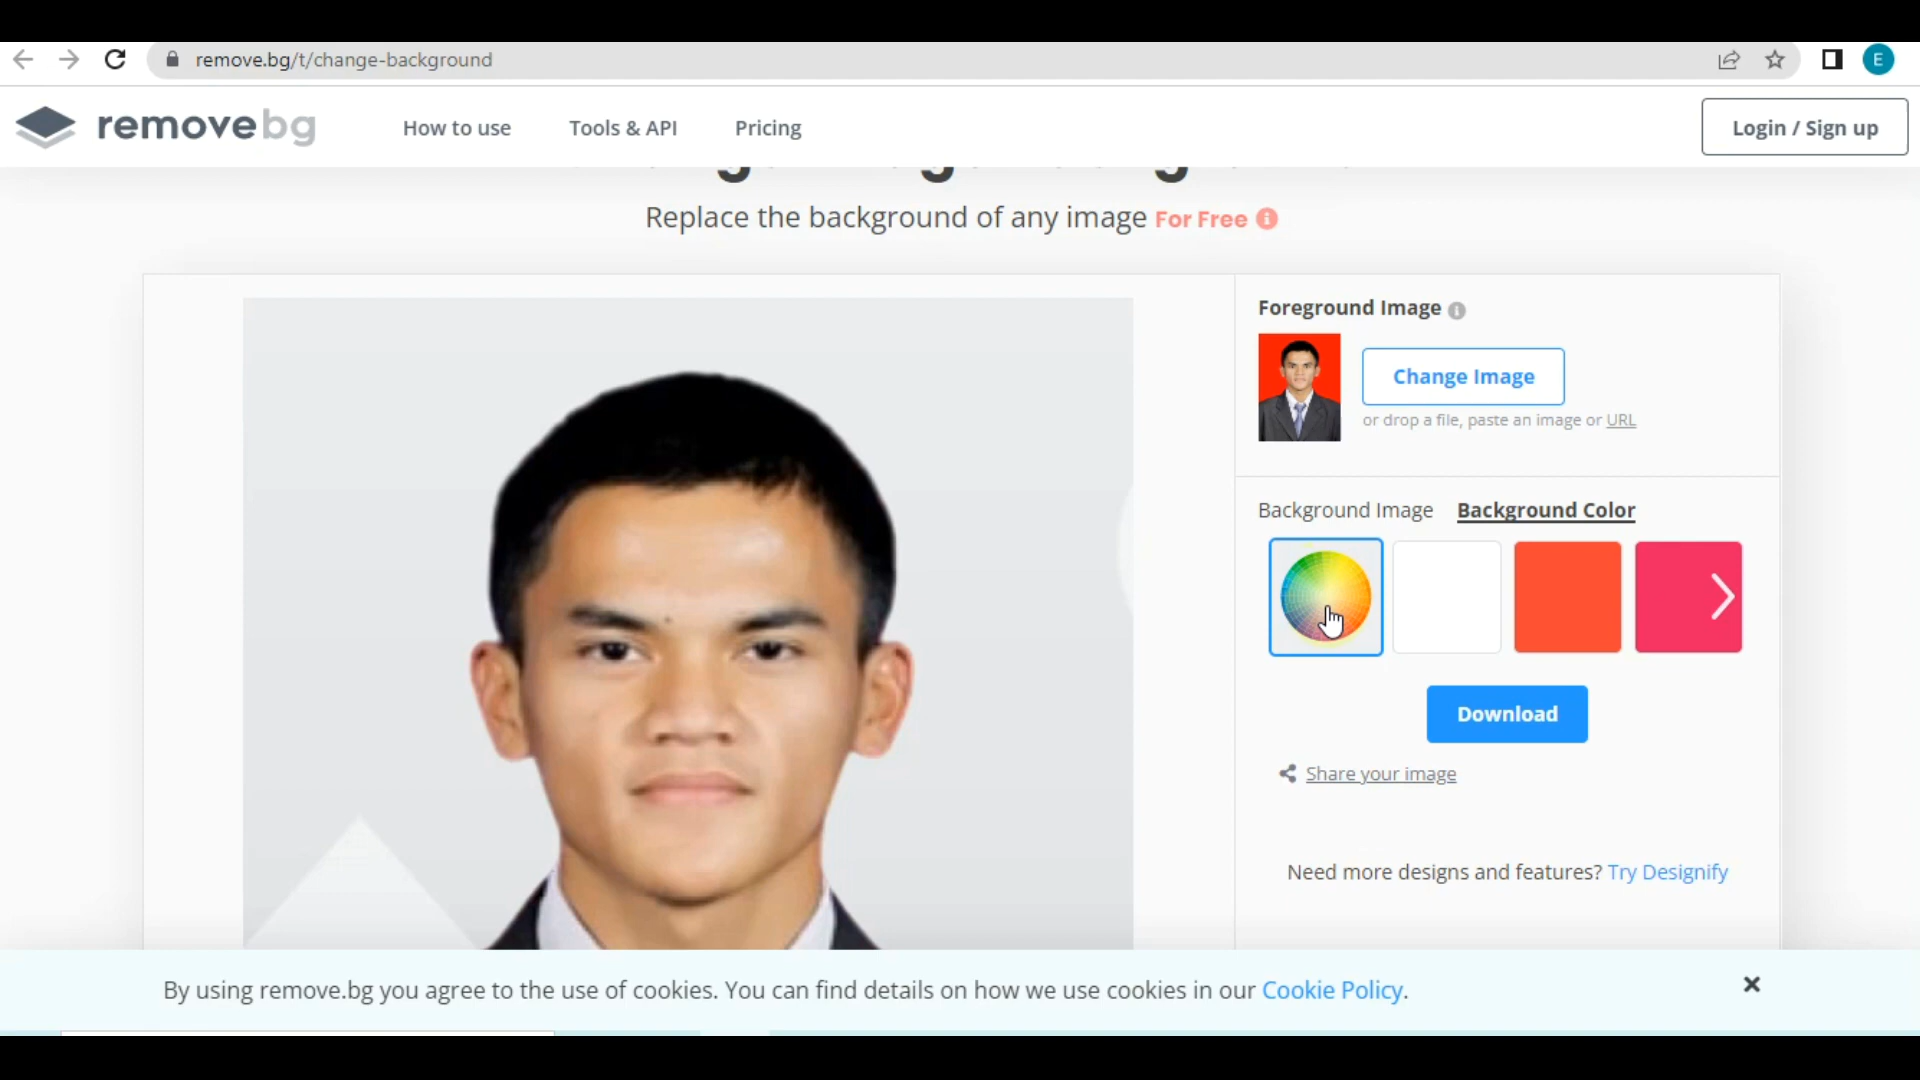 remove.bg/t/change-background
E
removebg
How to use
Tools & API
Pricing
Login / Sign up
Replace the background of any image For Free
Foreground Image
Change Image
or drop a file, paste an image or URL
Background Image
Background Color
Download
Share your image
Need more designs and features? Try Designify
By using remove.bg you agree to the use of cookies. You can find details on how we use cookies in our Cookie Policy.